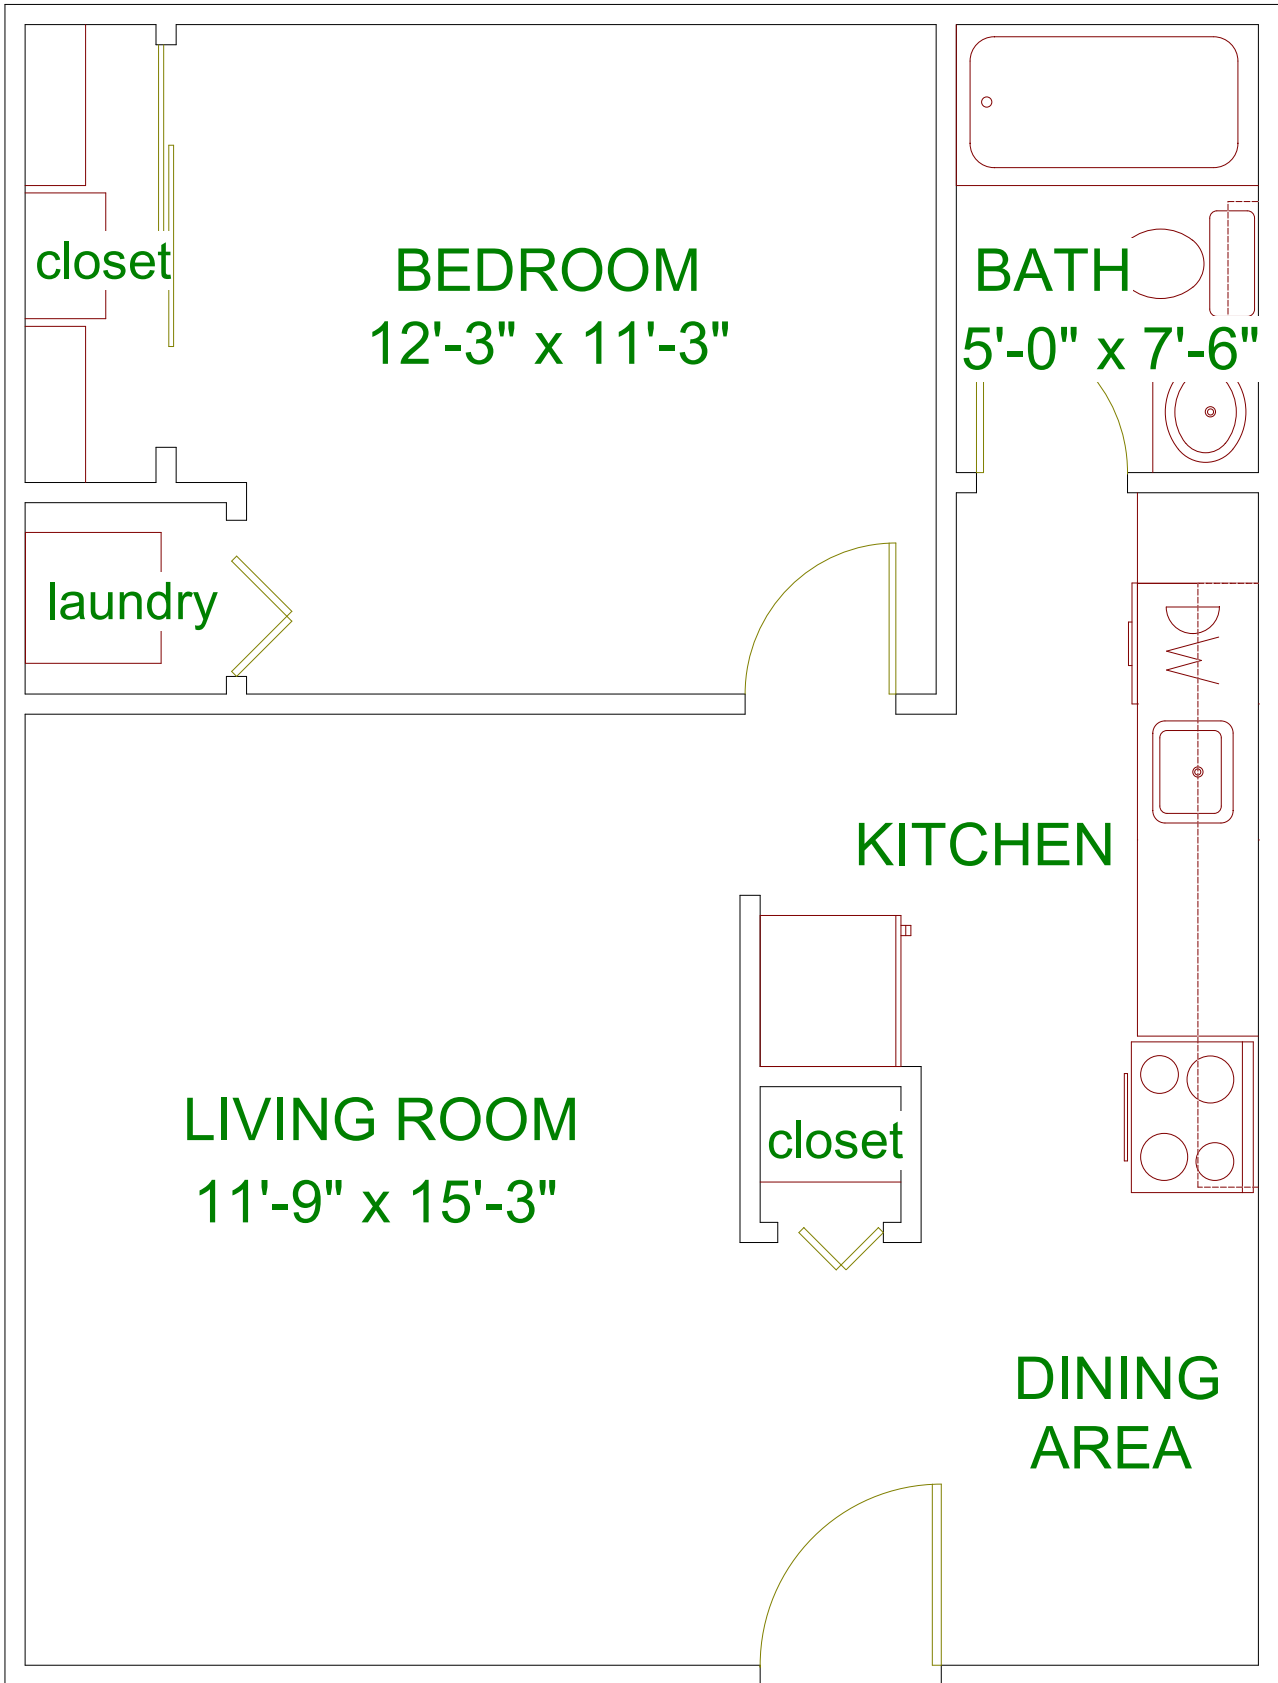 closet
BEDROOM
12'-3" x 11'-3"
BATH
5'-0" x 7'-6"
laundry
DW
KITCHEN
LIVING ROOM
11'-9" x 15'-3"
closet
DINING
AREA